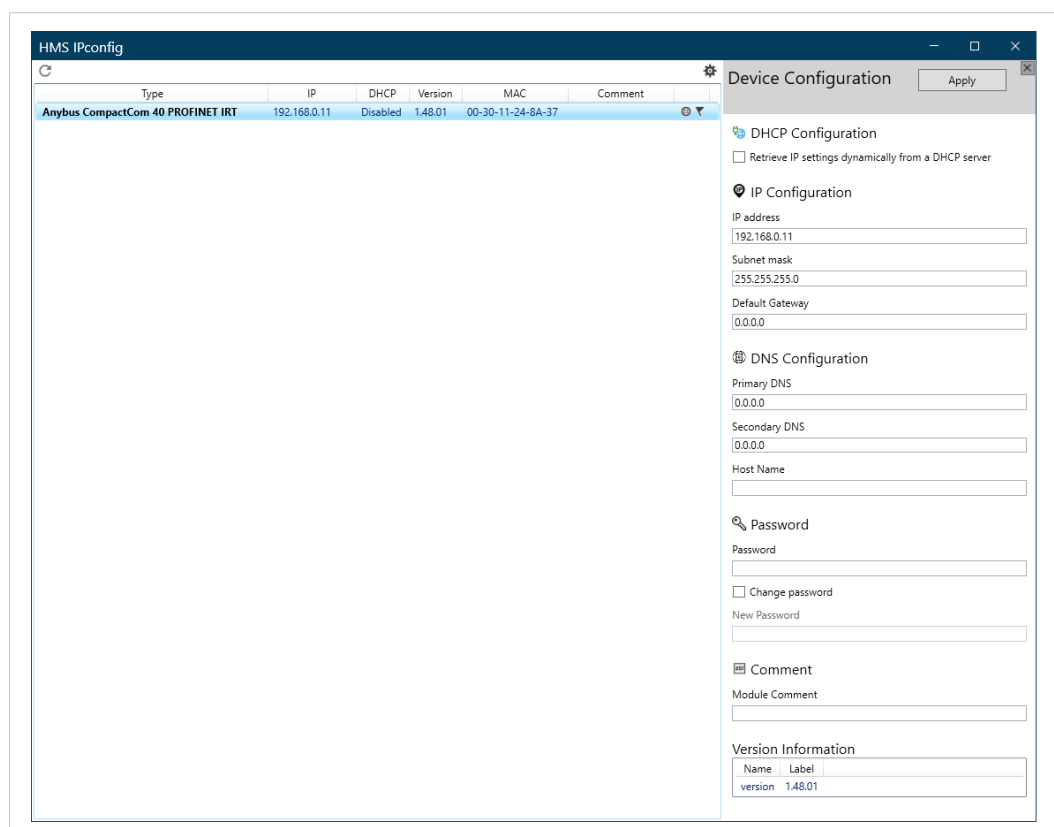 HMS IPconfig
Type IP DHCP Version MAC Comment
Anybus CompactCom 40 PROFINET IRT 192.168.0.11 Disabled 1.48.01 00-30-11-24-8A-37
Device Configuration Apply
DHCP Configuration
Retrieve IP settings dynamically from a DHCP server
IP Configuration
IP address
192.168.0.11
Subnet mask
255.255.255.0
Default Gateway
0.0.0.0
DNS Configuration
Primary DNS
0.0.0.0
Secondary DNS
0.0.0.0
Host Name
Password
Password
Change password
New Password
Comment
Module Comment
Version Information
Name Label
version 1.48.01